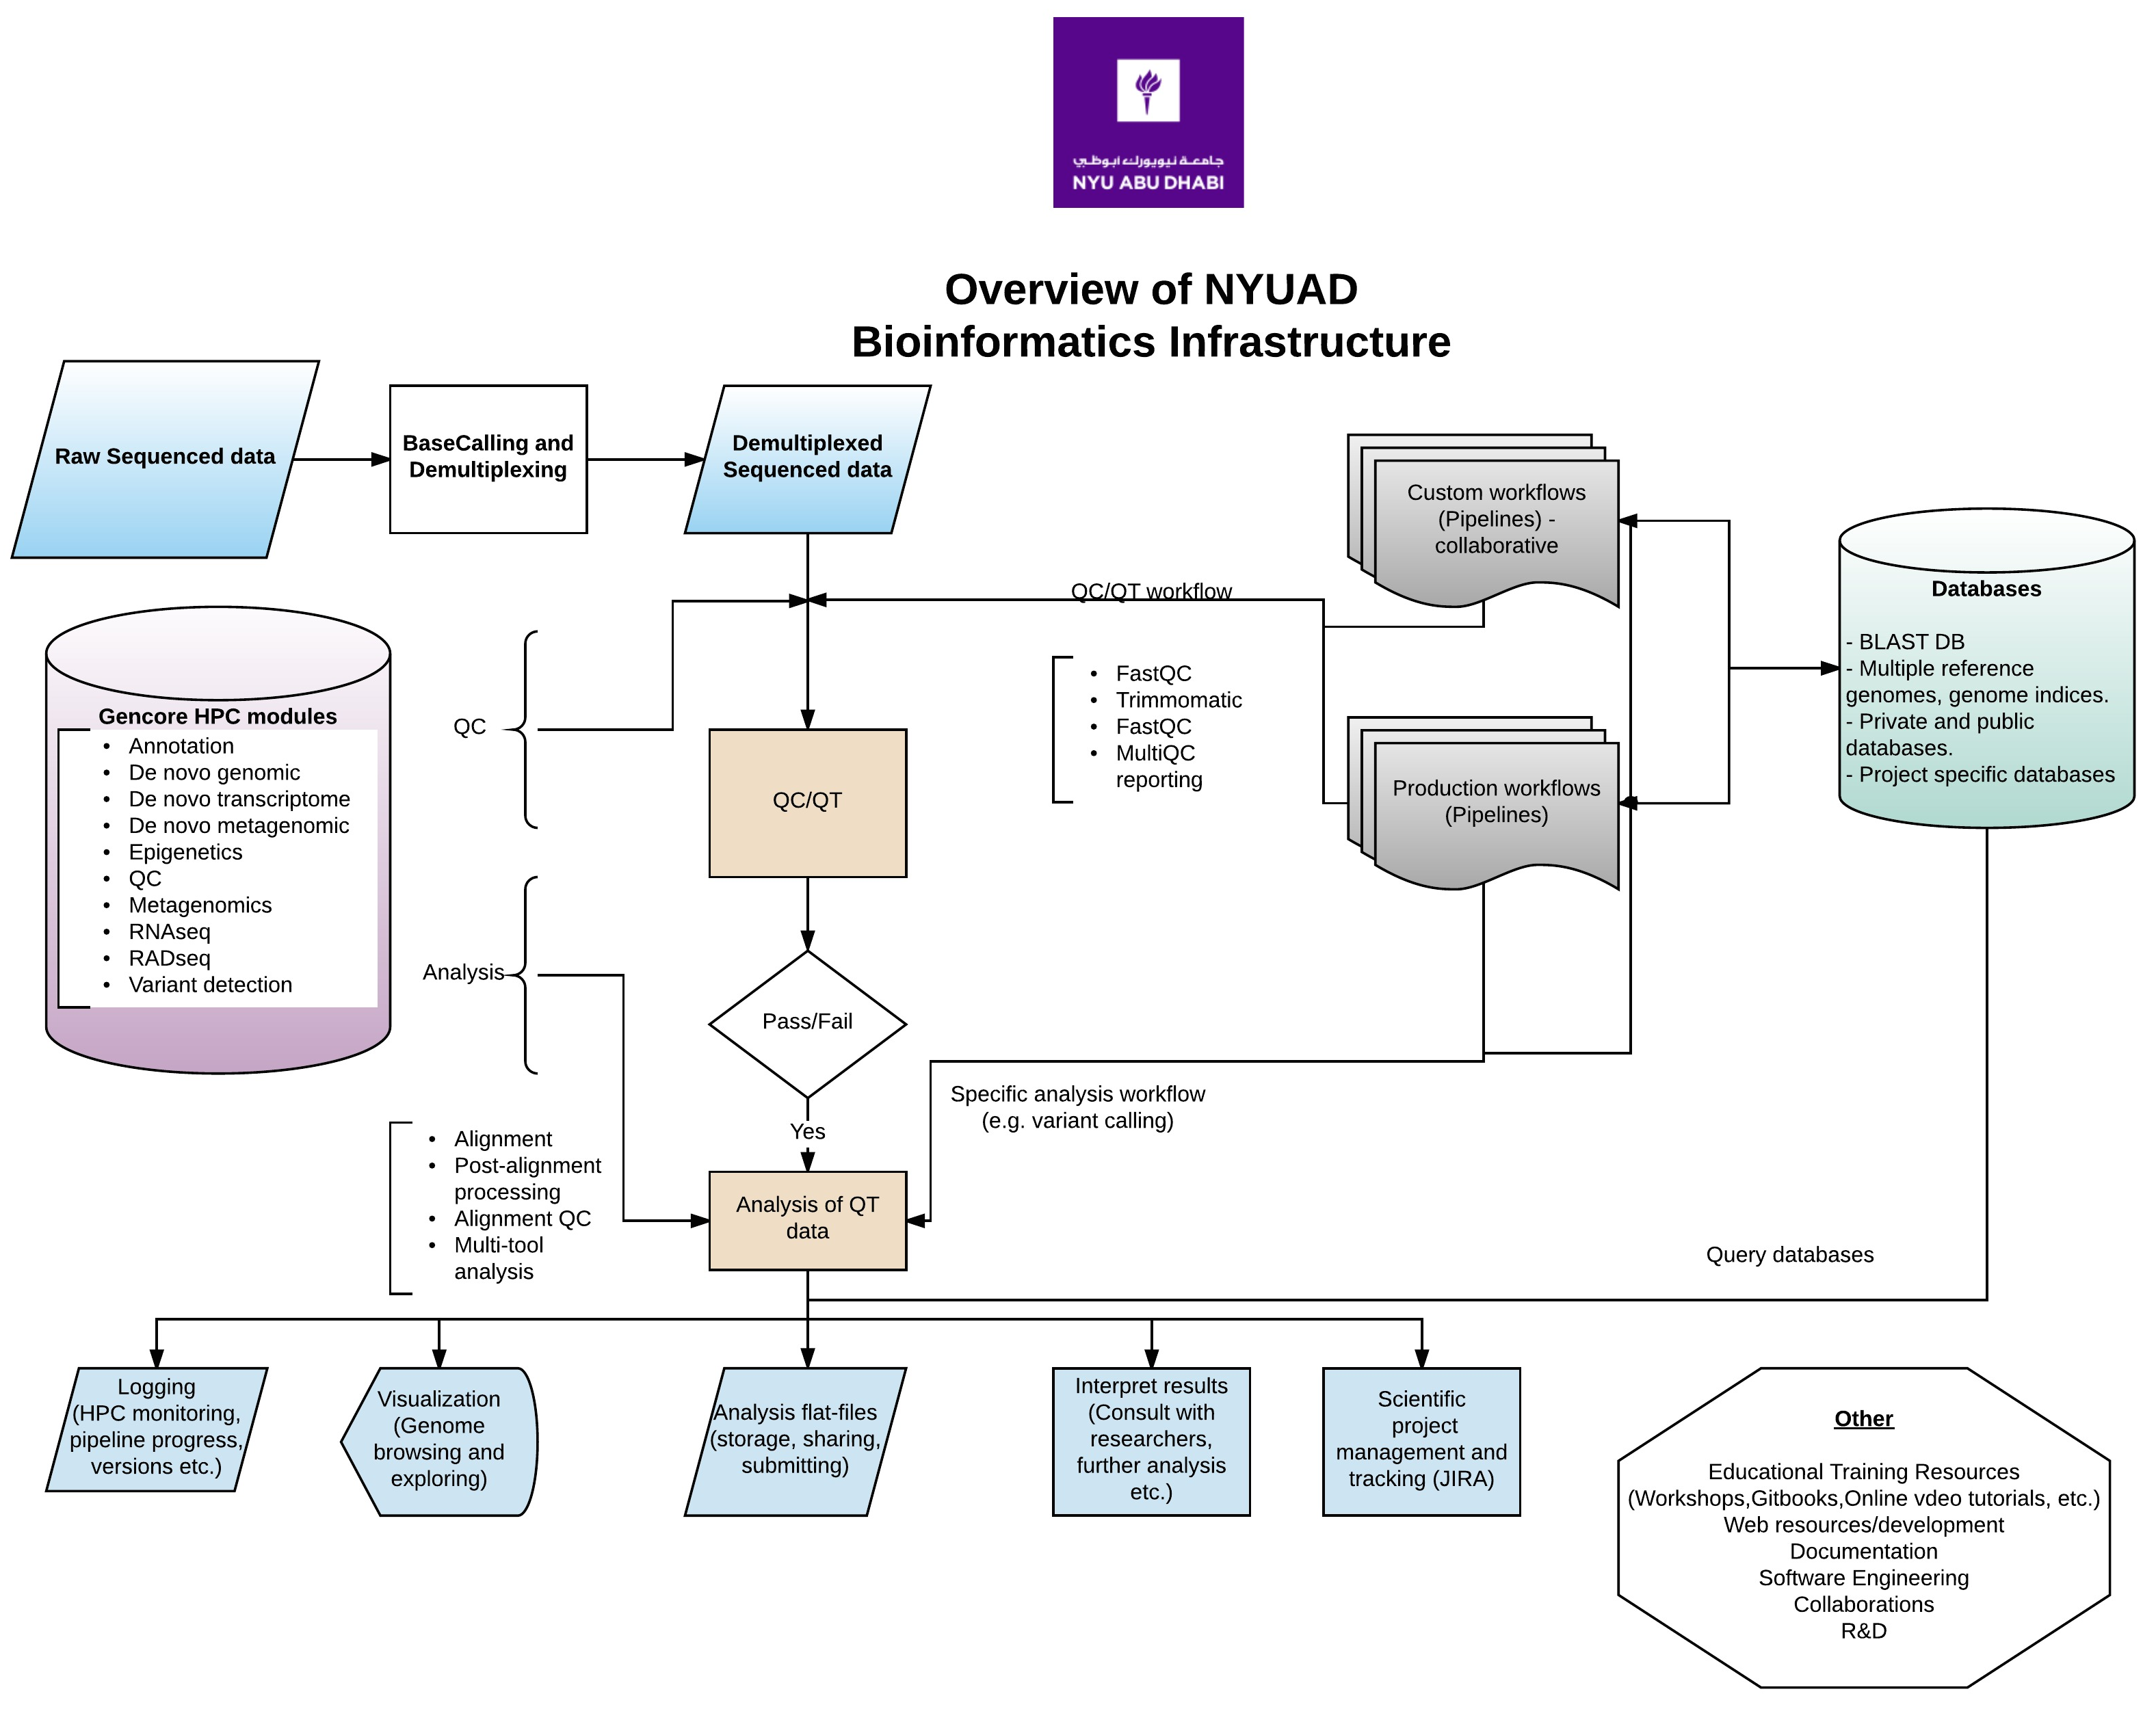 جامعـة نيويورك أبوظـبي
NYU ABU DHABI
Overview of NYUAD
Bioinformatics Infrastructure
Raw Sequenced data
BaseCalling and
Demultiplexing
Demultiplexed
Sequenced data
Custom workflows
(Pipelines) -
collaborative
Databases
- BLAST DB
- Multiple reference
genomes, genome indices.
- Private and public
databases.
- Project specific databases
QC/QT workflow
• FastQC
• Trimmomatic
• FastQC
• MultiQC
reporting
Production workflows
(Pipelines)
Gencore HPC modules
• Annotation
• De novo genomic
• De novo transcriptome
• De novo metagenomic
• Epigenetics
• QC
• Metagenomics
• RNAseq
• RADseq
• Variant detection
QC
QC/QT
Analysis
Pass/Fail
Yes
Specific analysis workflow
(e.g. variant calling)
• Alignment
• Post-alignment
processing
• Alignment QC
• Multi-tool
analysis
Analysis of QT
data
Query databases
Logging
(HPC monitoring,
pipeline progress,
versions etc.)
Visualization
(Genome
browsing and
exploring)
Analysis flat-files
(storage, sharing,
submitting)
Interpret results
(Consult with
researchers,
further analysis
etc.)
Scientific
project
management and
tracking (JIRA)
Other
Educational Training Resources
(Workshops,Gitbooks,Online vdeo tutorials, etc.)
Web resources/development
Documentation
Software Engineering
Collaborations
R&D